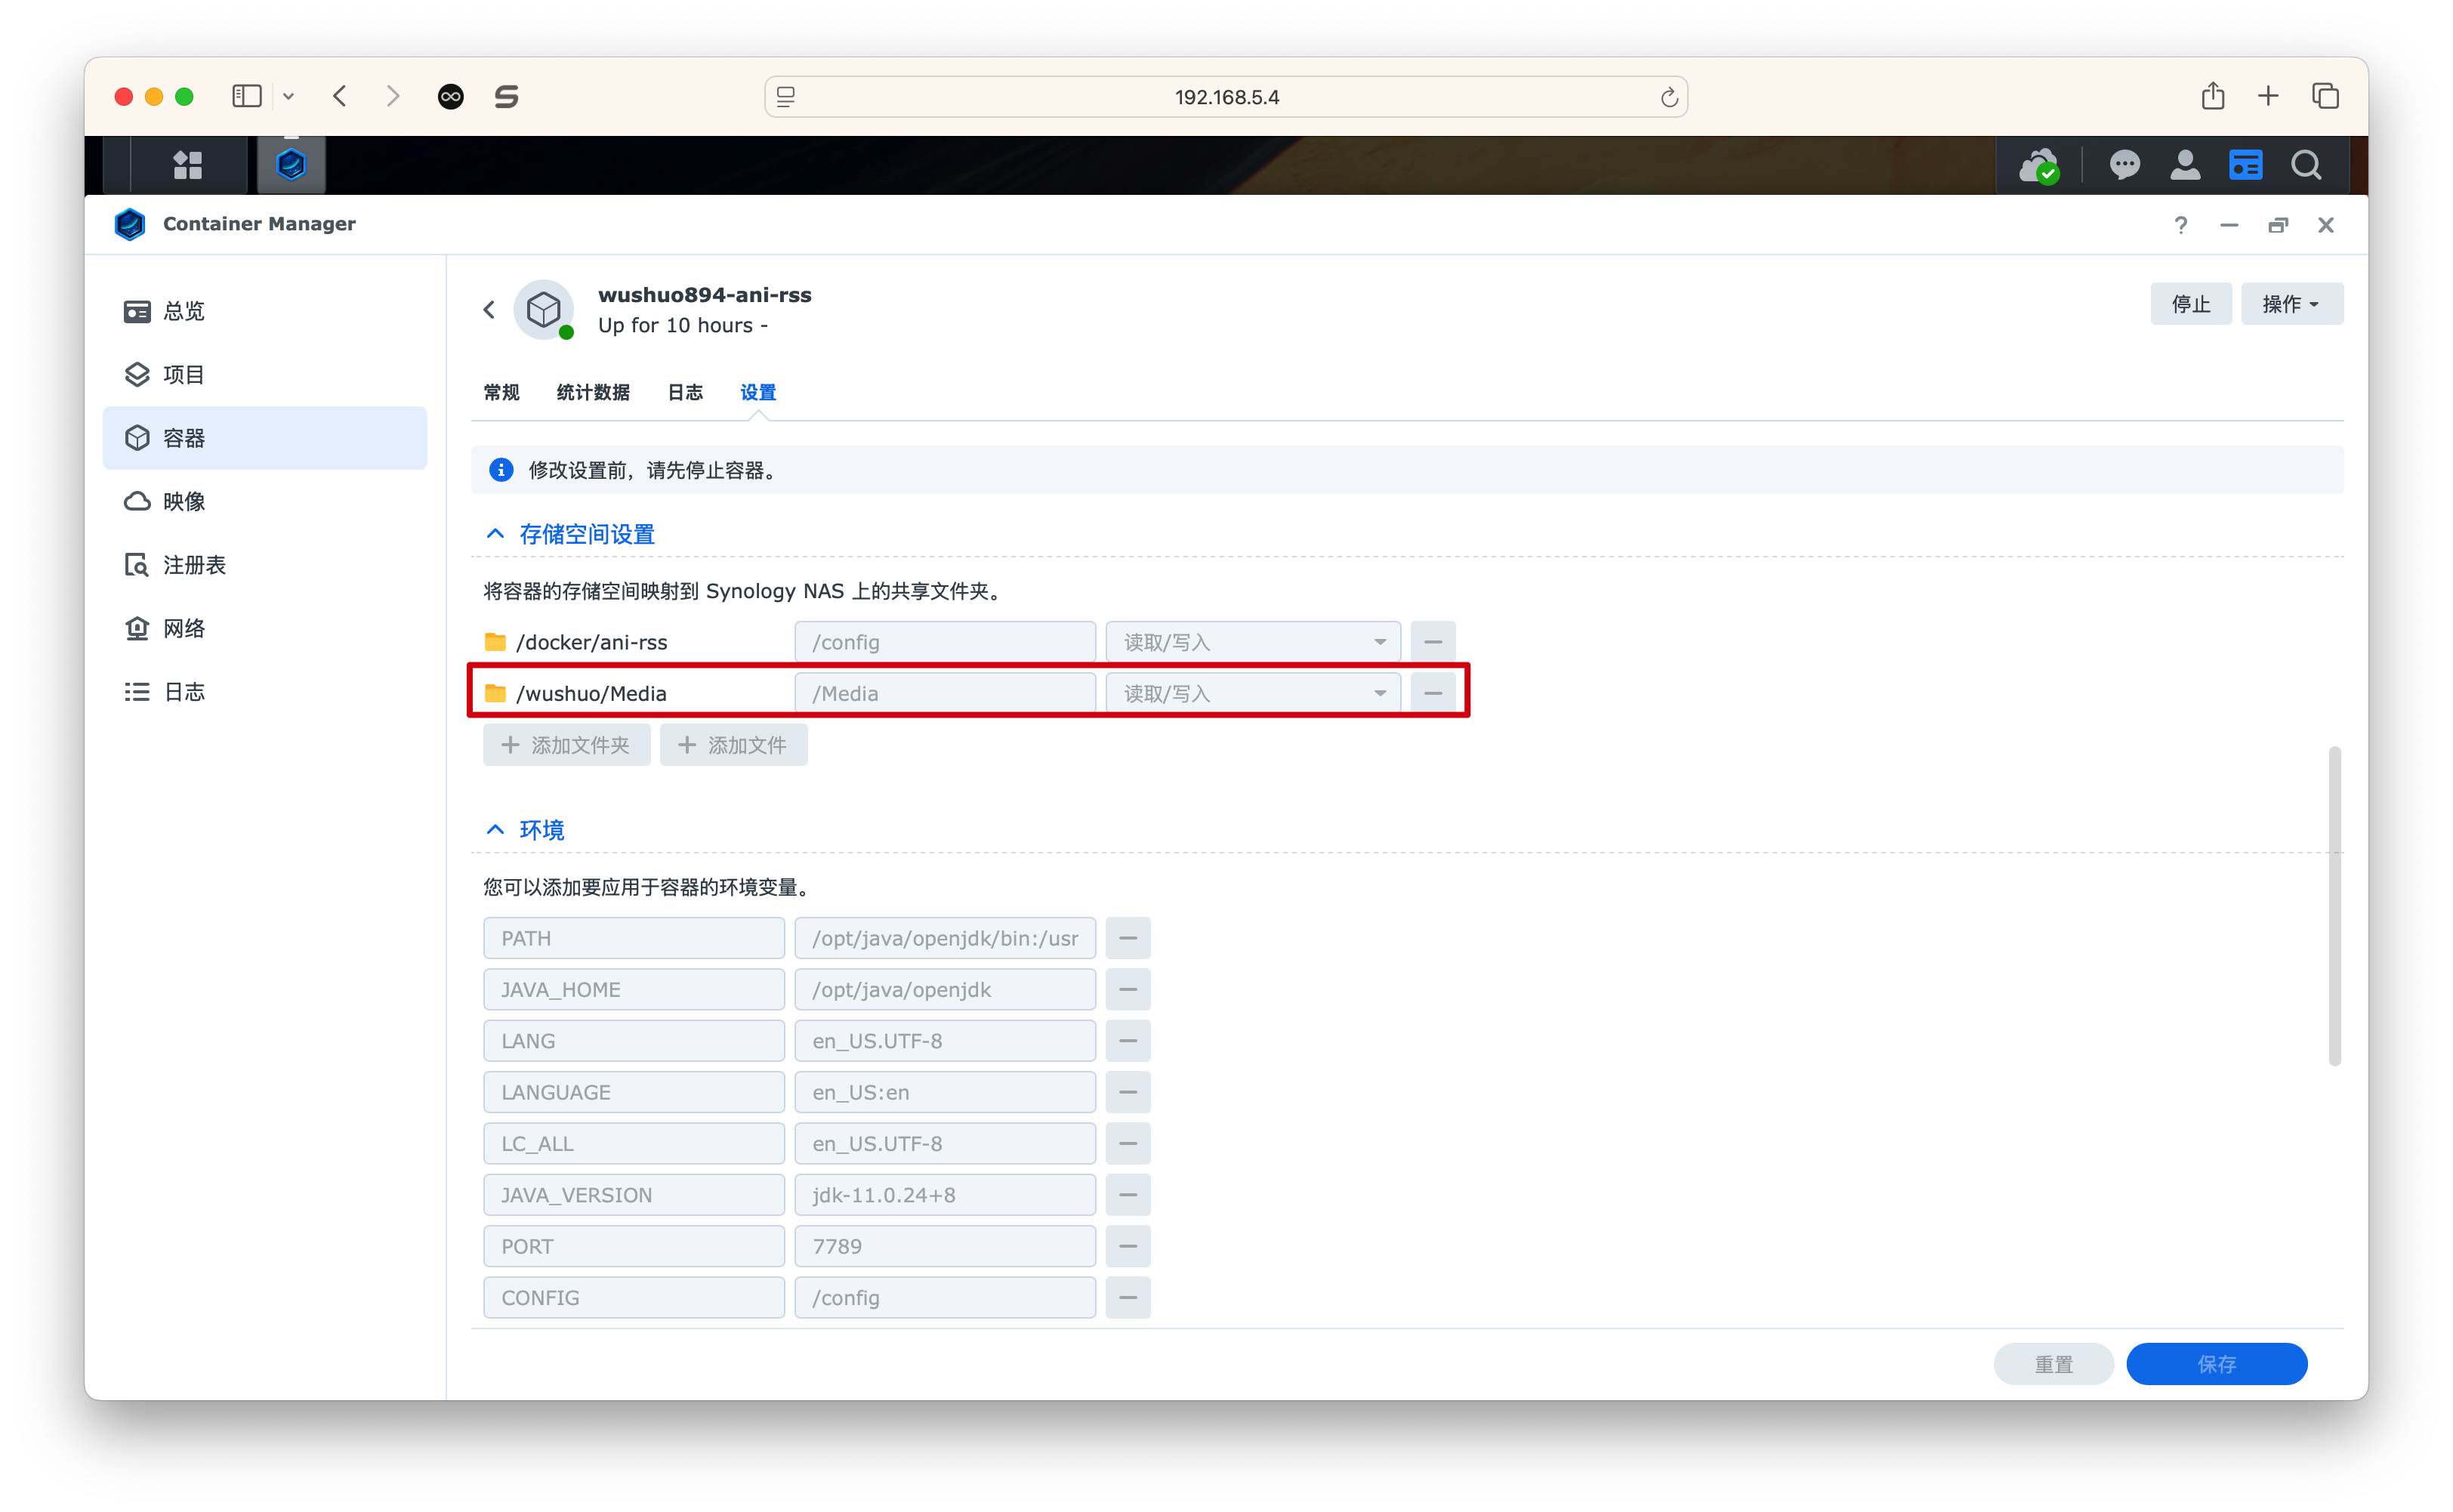 192.168.5.4
Container Manager
总览
项目
容器
映像
注册表
网络
日志
wushuo894-ani-rss
Up for 10 hours -
停止
操作
常规 统计数据 日志 设置
修改设置前，请先停止容器。
存储空间设置
将容器的存储空间映射到 Synology NAS 上的共享文件夹。
/docker/ani-rss /config 读取/写入
/wushuo/Media /Media 读取/写入
添加文件夹 添加文件
环境
您可以添加要应用于容器的环境变量。
PATH /opt/java/openjdk/bin:/usr
JAVA_HOME /opt/java/openjdk
LANG en_US.UTF-8
LANGUAGE en_US:en
LC_ALL en_US.UTF-8
JAVA_VERSION jdk-11.0.24+8
PORT 7789
CONFIG /config
重置 保存